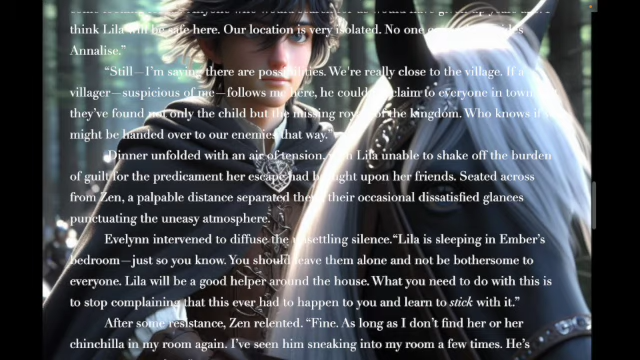 think Lila will be safe here. Our location is very isolated. No one
Annalise.”
“Still—I’m saying there are possibilities. We’re really close to the village. If a
villager—suspicious of me—follows me here, he could claim to everyone in town
they’ve found not only the child but the missing of the kingdom. Who knows if
might be handed over to our enemies that way.”
Dinner unfolded with an air of tension, Lila unable to shake off the burden
of guilt for the predicament her escape had brought upon her friends. Seated across
from Zen, a palpable distance separated their occasional dissatisfied glances
punctuating the uneasy atmosphere.
Evelynn intervened to diffuse the unsettling silence.“Lila is sleeping in Ember’s
bedroom—just so you know. You should leave them alone and not be bothersome to
everyone. Lila will be a good helper around the house. What you need to do with this is
to stop complaining that this ever had to happen to you and learn to stick with it.”
After some resistance, Zen relented. “Fine. As long as I don’t find her or her
chinchilla in my room again. I’ve seen him sneaking into my room a few times. He’s